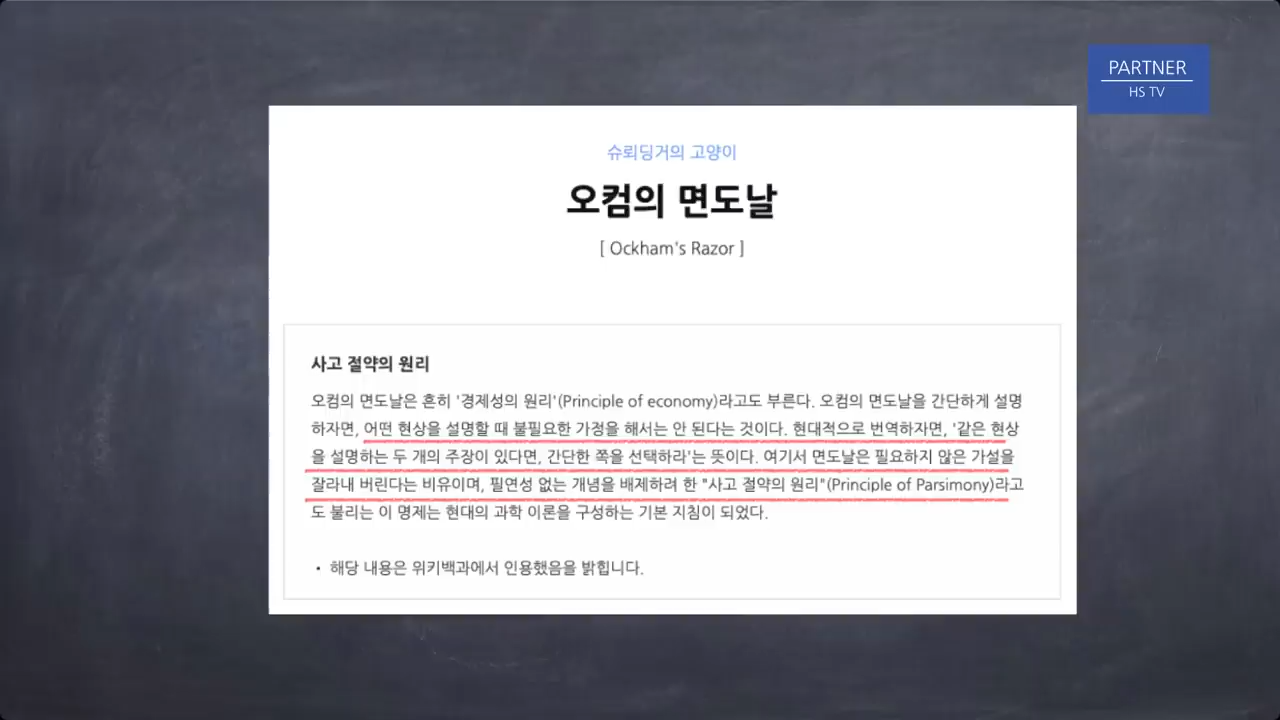 PARTNER
HS TV
슈뢰딩거의 고양이
오컴의 면도날
[ Ockham's Razor ]
사고 절약의 원리
오컴의 면도날은 흔히 '경제성의 원리'(Principle of economy)라고도 부른다. 오컴의 면도날을 간단하게 설명
하자면, 어떤 현상을 설명할 때 불필요한 가정을 해서는 안 된다는 것이다. 현대적으로 번역하자면, '같은 현상
을 설명하는 두 개의 주장이 있다면, 간단한 쪽을 선택하라'는 뜻이다. 여기서 면도날은 필요하지 않은 가설을
잘라내 버린다는 비유이며, 필연성 없는 개념을 배제하려 한 "사고 절약의 원리"(Principle of Parsimony)라고
도 불리는 이 명제는 현대의 과학 이론을 구성하는 기본 지침이 되었다.
• 해당 내용은 위키백과에서 인용했음을 밝힙니다.